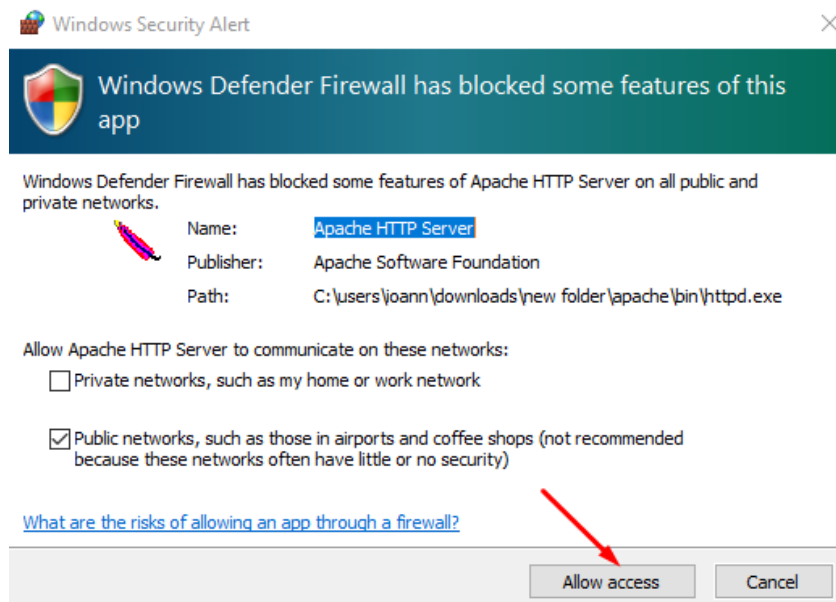 Windows Security Alert
Windows Defender Firewall has blocked some features of this
app
Windows Defender Firewall has blocked some features of Apache HTTP Server on all public and
private networks.
Name: Apache HTTP Server
Publisher: Apache Software Foundation
Path: C:\users\joann\downloads\new folder\apache\bin\httpd.exe
Allow Apache HTTP Server to communicate on these networks:
Private networks, such as my home or work network
Public networks, such as those in airports and coffee shops (not recommended
because these networks often have little or no security)
What are the risks of allowing an app through a firewall?
Allow access Cancel